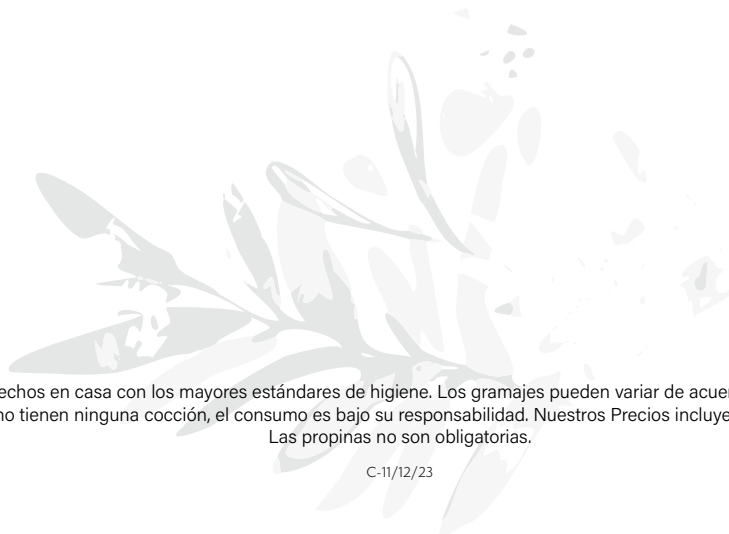 echos en casa con los mayores estándares de higiene. Los gramajes pueden variar de acuer
no tienen ninguna cocción, el consumo es bajo su responsabilidad. Nuestros Precios incluye
Las propinas no son obligatorias.
C-11/12/23